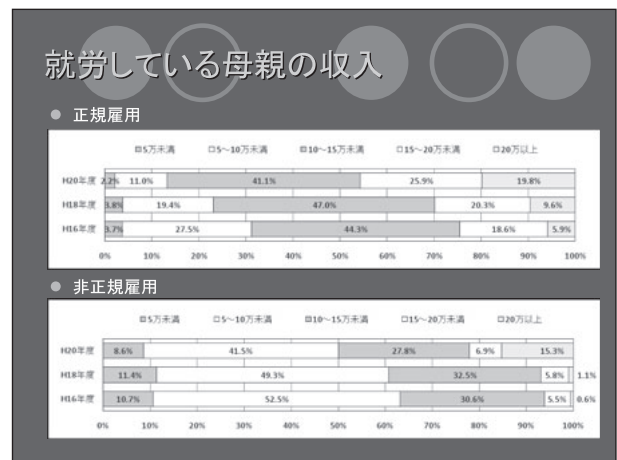 就労している母親の収入
● 正規雇用
5万未満 5〜10万未満 10〜15万未満 15〜20万未満 20万以上
H20年度 2.2% 11.0% 41.1% 25.9% 19.8%
H18年度 3.8% 19.4% 47.0% 20.3% 9.6%
H16年度 3.7% 27.5% 44.3% 18.6% 5.9%
0% 10% 20% 30% 40% 50% 60% 70% 80% 90% 100%
● 非正規雇用
5万未満 5〜10万未満 10〜15万未満 15〜20万未満 20万以上
H20年度 8.6% 41.5% 27.8% 6.9% 15.3%
H18年度 11.4% 49.3% 32.5% 5.8% 1.1%
H16年度 10.7% 52.5% 30.6% 5.5% 0.6%
0% 10% 20% 30% 40% 50% 60% 70% 80% 90% 100%